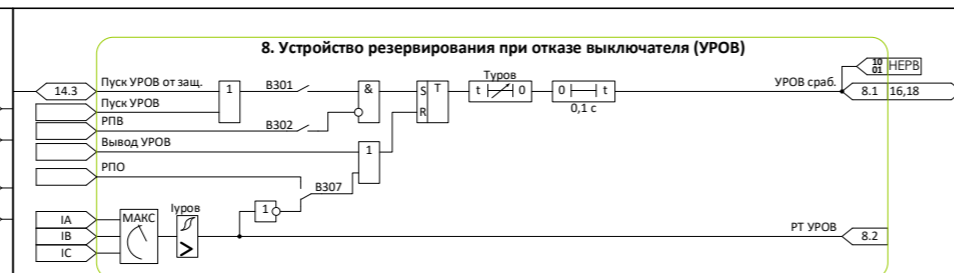 8. Устройство резервирования при отказе выключателя (УРОВ)
10
01
НЕРВ
14.3
Пуск УРОВ от защ.
1
В301
&
S
T
Туров
t
0
0
t
0,1 с
УРОВ сраб.
8.1
16,18
Пуск УРОВ
РПВ
В302
R
Вывод УРОВ
1
РПО
В307
Iуров
1
IA
IB
IC
МАКС
>
РТ УРОВ
8.2